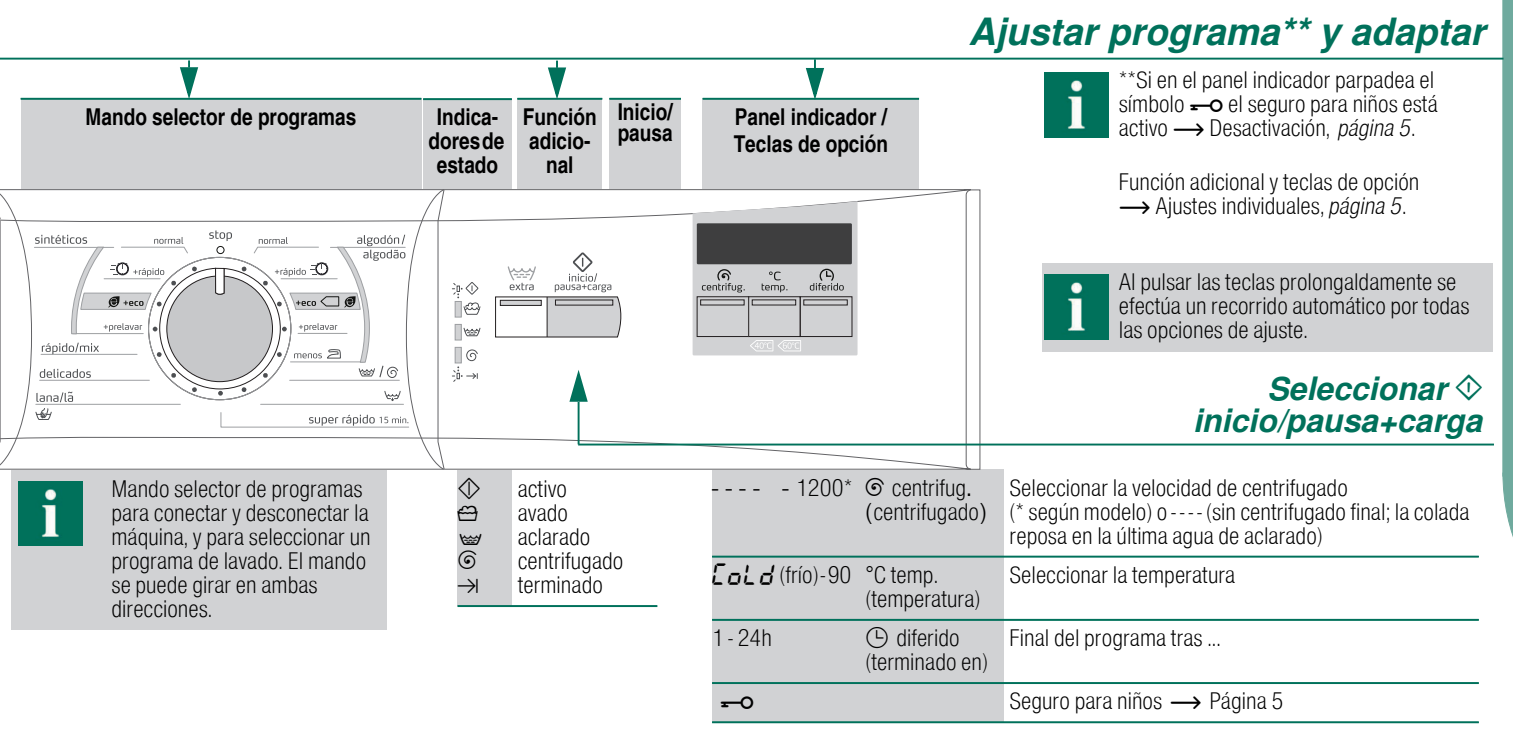 Ajustar programa** y adaptar
Mando selector de programas
Indica-
dores de
estado
Función
adicio-
nal
Inicio/
pausa
Panel indicador /
Teclas de opción
**Si en el panel indicador parpadea el
símbolo el seguro para niños está
activo → Desactivación, página 5.
Función adicional y teclas de opción
→ Ajustes individuales, página 5.
Al pulsar las teclas prolongaldamente se
efectúa un recorrido automático por todas
las opciones de ajuste.
sintéticos
normal
stop
normal
algodón/
algodão
+rápido
+rápido
+eco
+eco
+prelavar
+prelavar
rápido/mix
menos
delicados
/
lana/lã
super rápido 15 min.
extra
inicio/
pausa+carga
centrifug.
°C
temp.
diferido
40°C
60°C
Seleccionar
inicio/pausa+carga
i
Mando selector de programas
para conectar y desconectar la
máquina, y para seleccionar un
programa de lavado. El mando
se puede girar en ambas
direcciones.
activo
avado
aclarado
centrifugado
terminado
- - - - - 1200* centrifug. Seleccionar la velocidad de centrifugado
(centrifugado) (* según modelo) o - - - - (sin centrifugado final; la colada
reposa en la última agua de aclarado)
Cold (frío)-90 °C temp. Seleccionar la temperatura
(temperatura)
1 - 24h diferido Final del programa tras ...
(terminado en)
Seguro para niños → Página 5